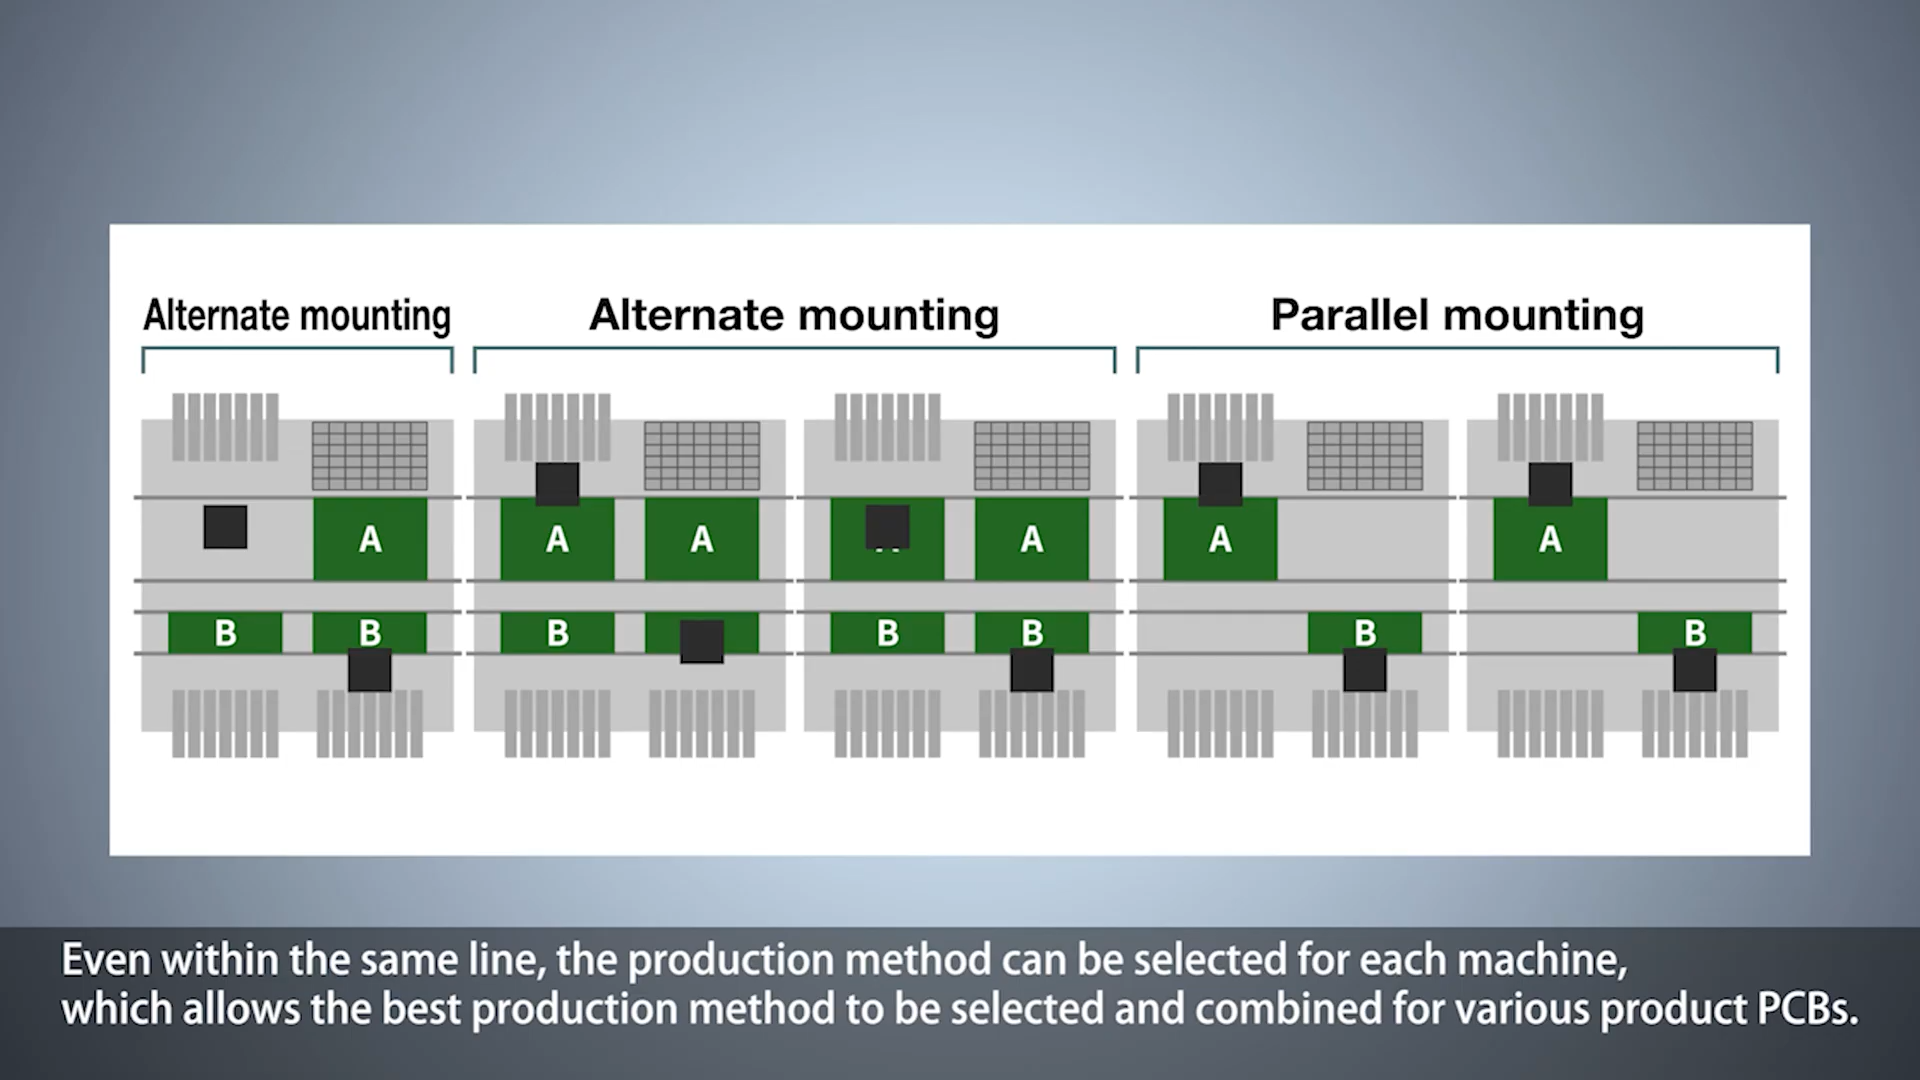 Alternate mounting
Alternate mounting
Parallel mounting
A
A
A
A
A
A
B
B
B
B
B
B
B
Even within the same line, the production method can be selected for each machine,
which allows the best production method to be selected and combined for various product PCBs.